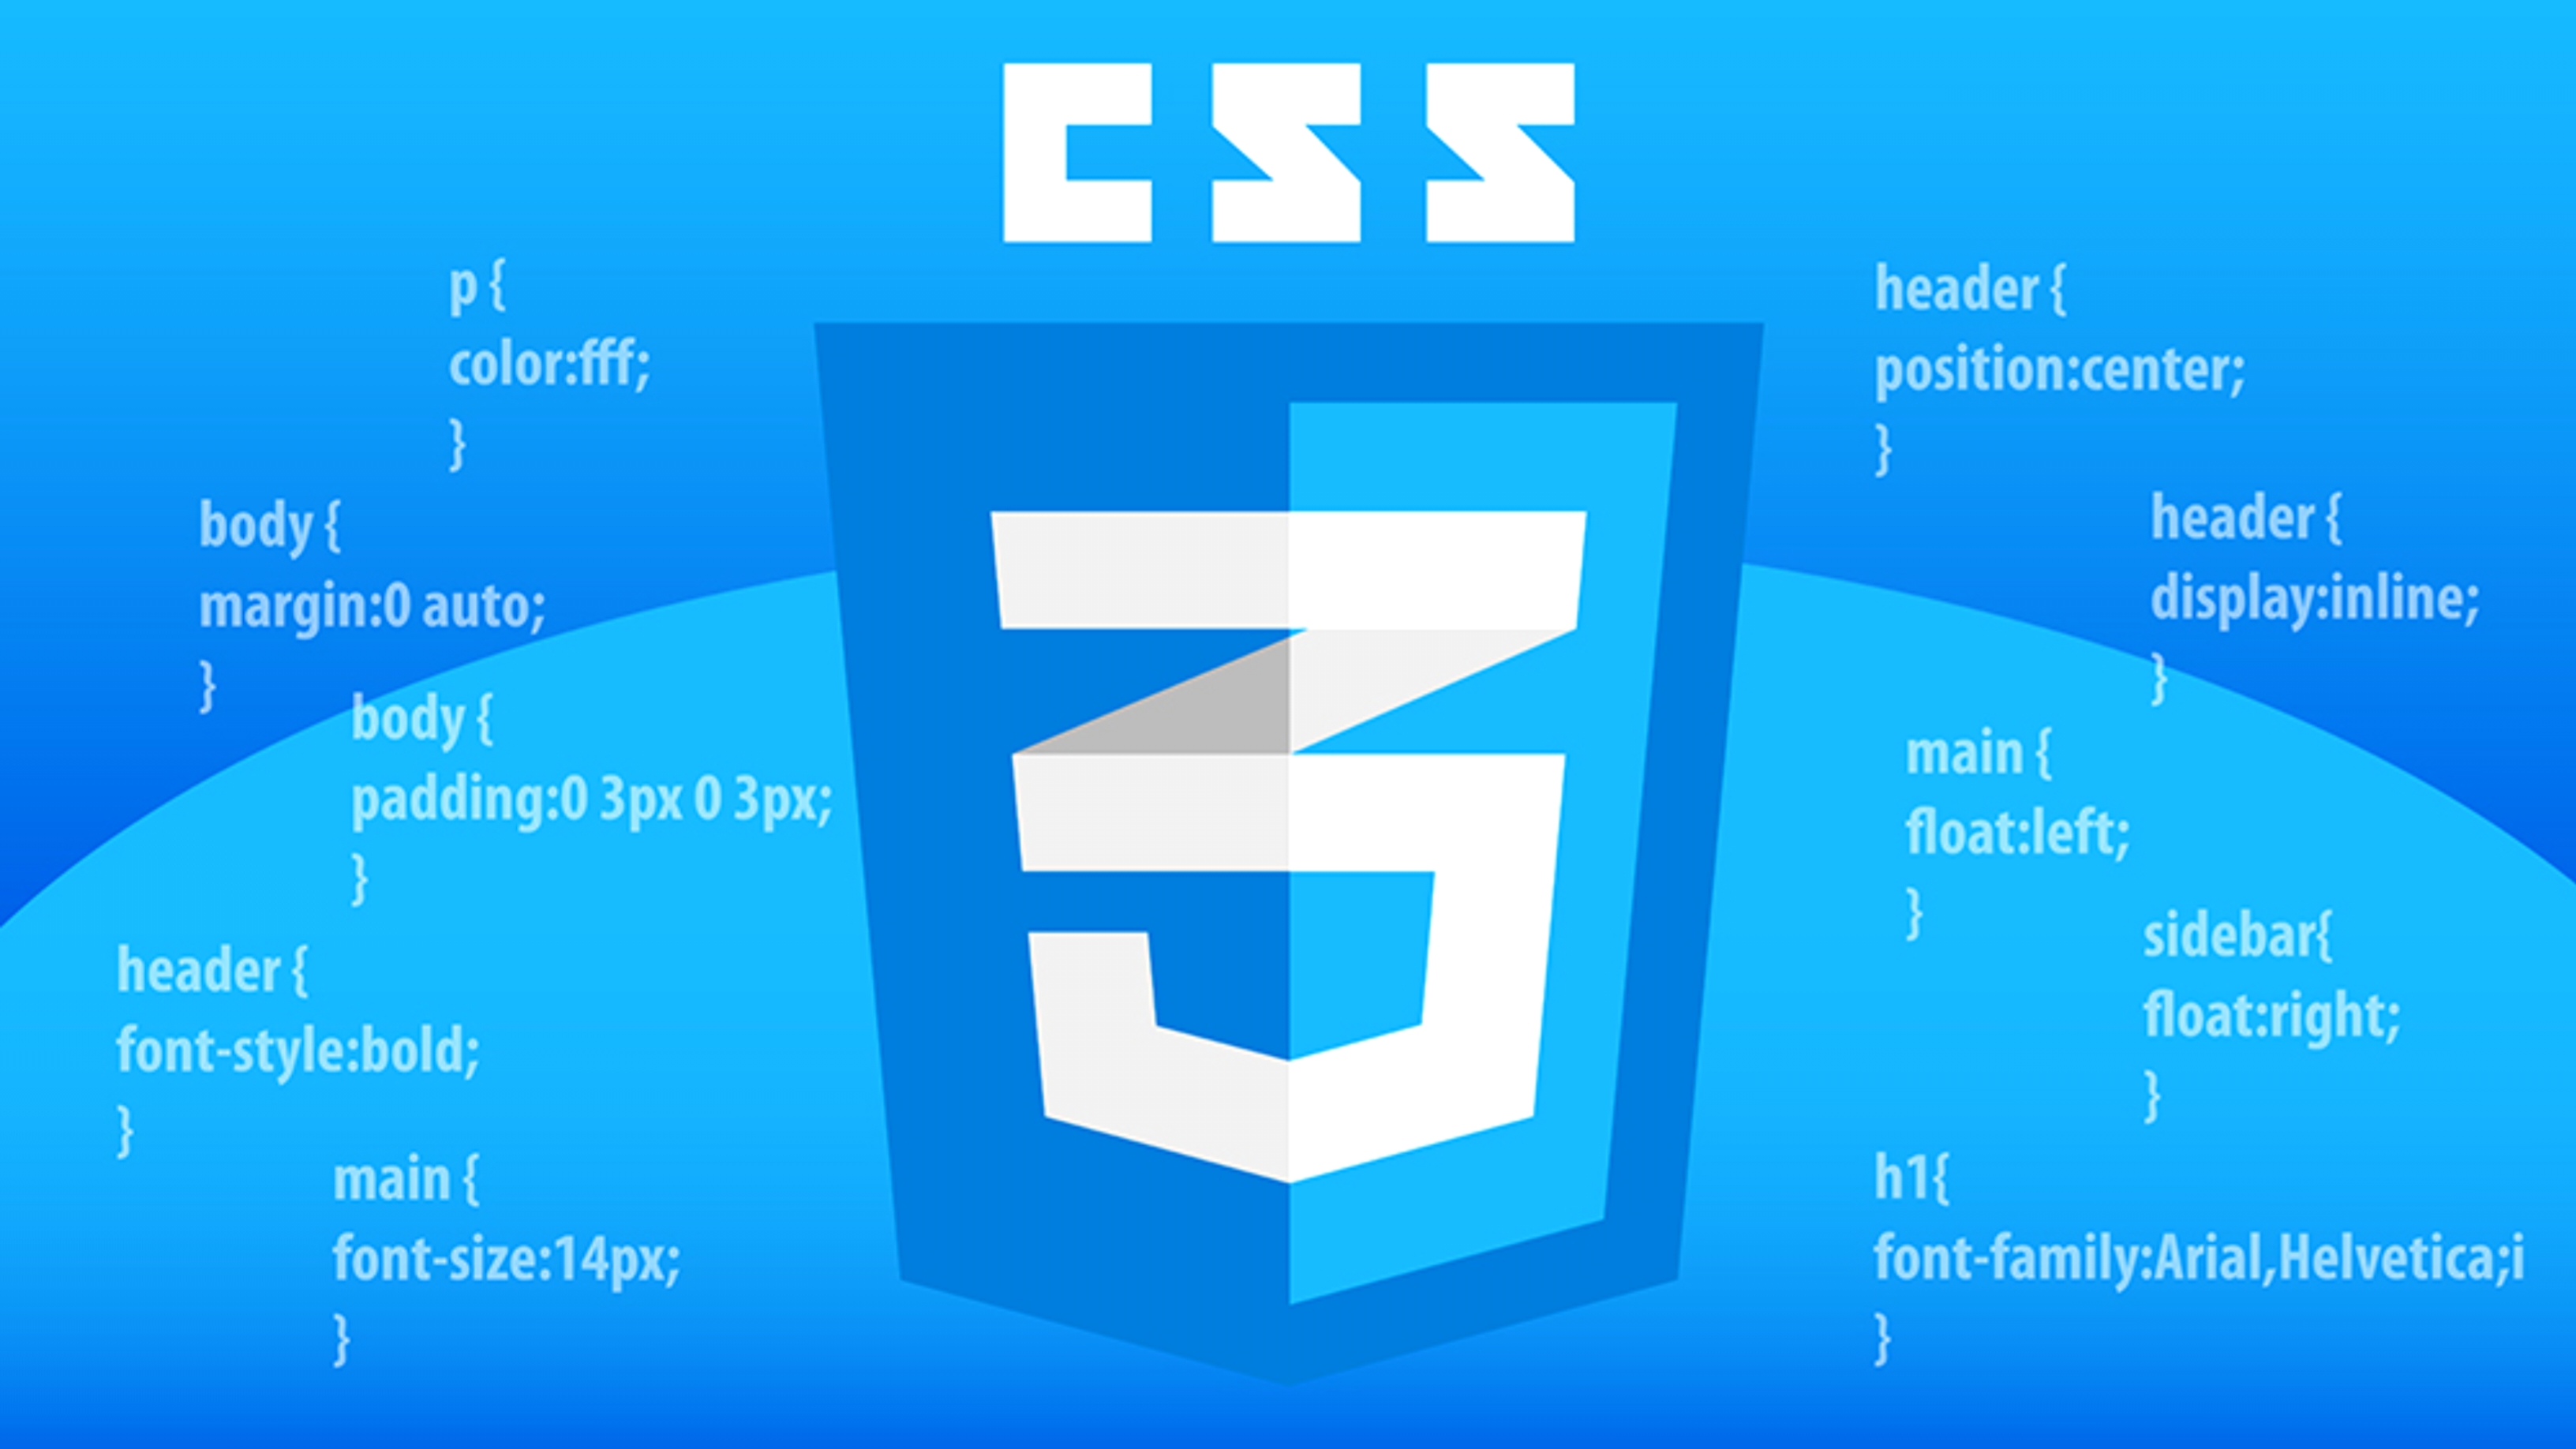 CSS
p {
color:fff;
}
body {
margin:0 auto;
}
body {
padding:0 3px 0 3px;
}
header {
font-style:bold;
}
main {
font-size:14px;
}
3
header {
position:center;
}
header {
display:inline;
}
main {
float:left;
}
sidebar{
float:right;
}
h1{
font-family:Arial,Helvetica;i
}